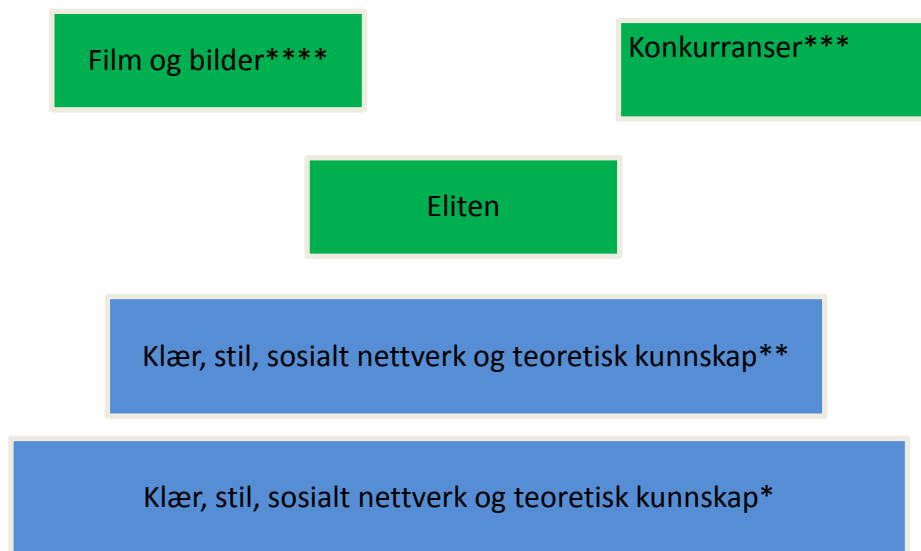 Film og bilder****
Konkurranser***
Eliten
Klær, stil, sosialt nettverk og teoretisk kunnskap**
Klær, stil, sosialt nettverk og teoretisk kunnskap*